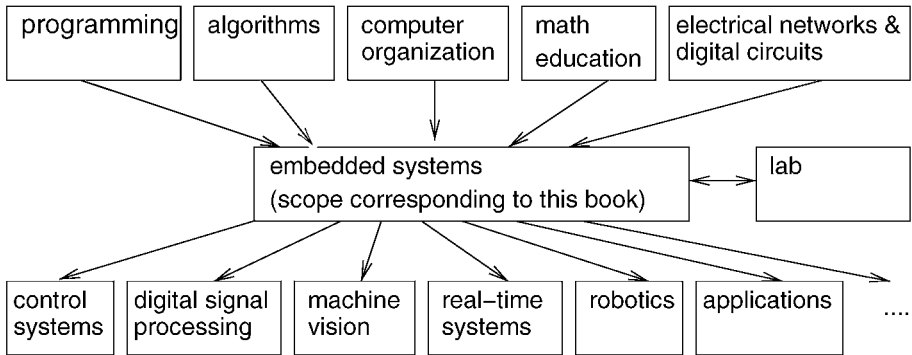 programming
algorithms
computer
organization
math
education
electrical networks &
digital circuits
embedded systems
(scope corresponding to this book)
lab
control
systems
digital signal
processing
machine
vision
real−time
systems
robotics
applications
....